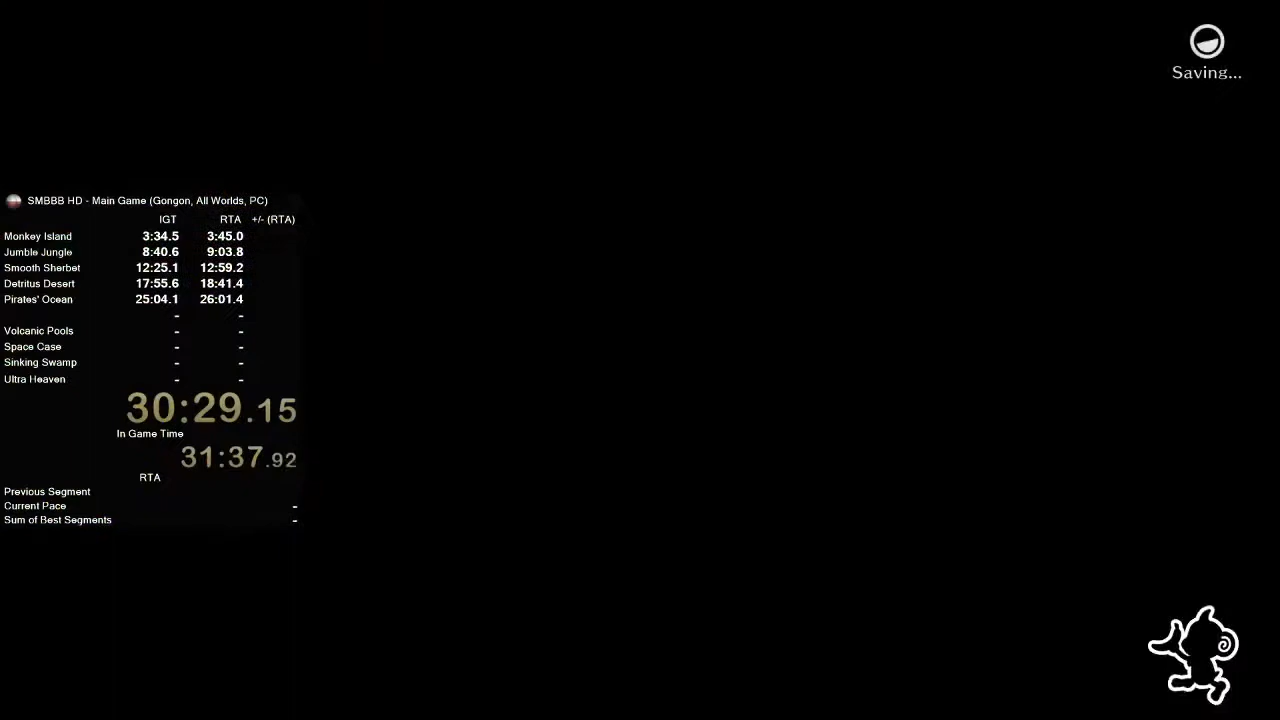 Saving...
SMBBB HD - Main Game (Gongon, All Worlds, PC)
IGT RTA +/- (RTA)
Monkey Island 3:34.5 3:45.0
Jumble Jungle 8:40.6 9:03.8
Smooth Sherbet 12:25.1 12:59.2
Detritus Desert 17:55.6 18:41.4
Pirates' Ocean 25:04.1 26:01.4
- -
Volcanic Pools - -
Space Case - -
Sinking Swamp - -
Ultra Heaven - -
30:29.15
In Game Time
31:37.92
RTA
Previous Segment
Current Pace -
Sum of Best Segments -